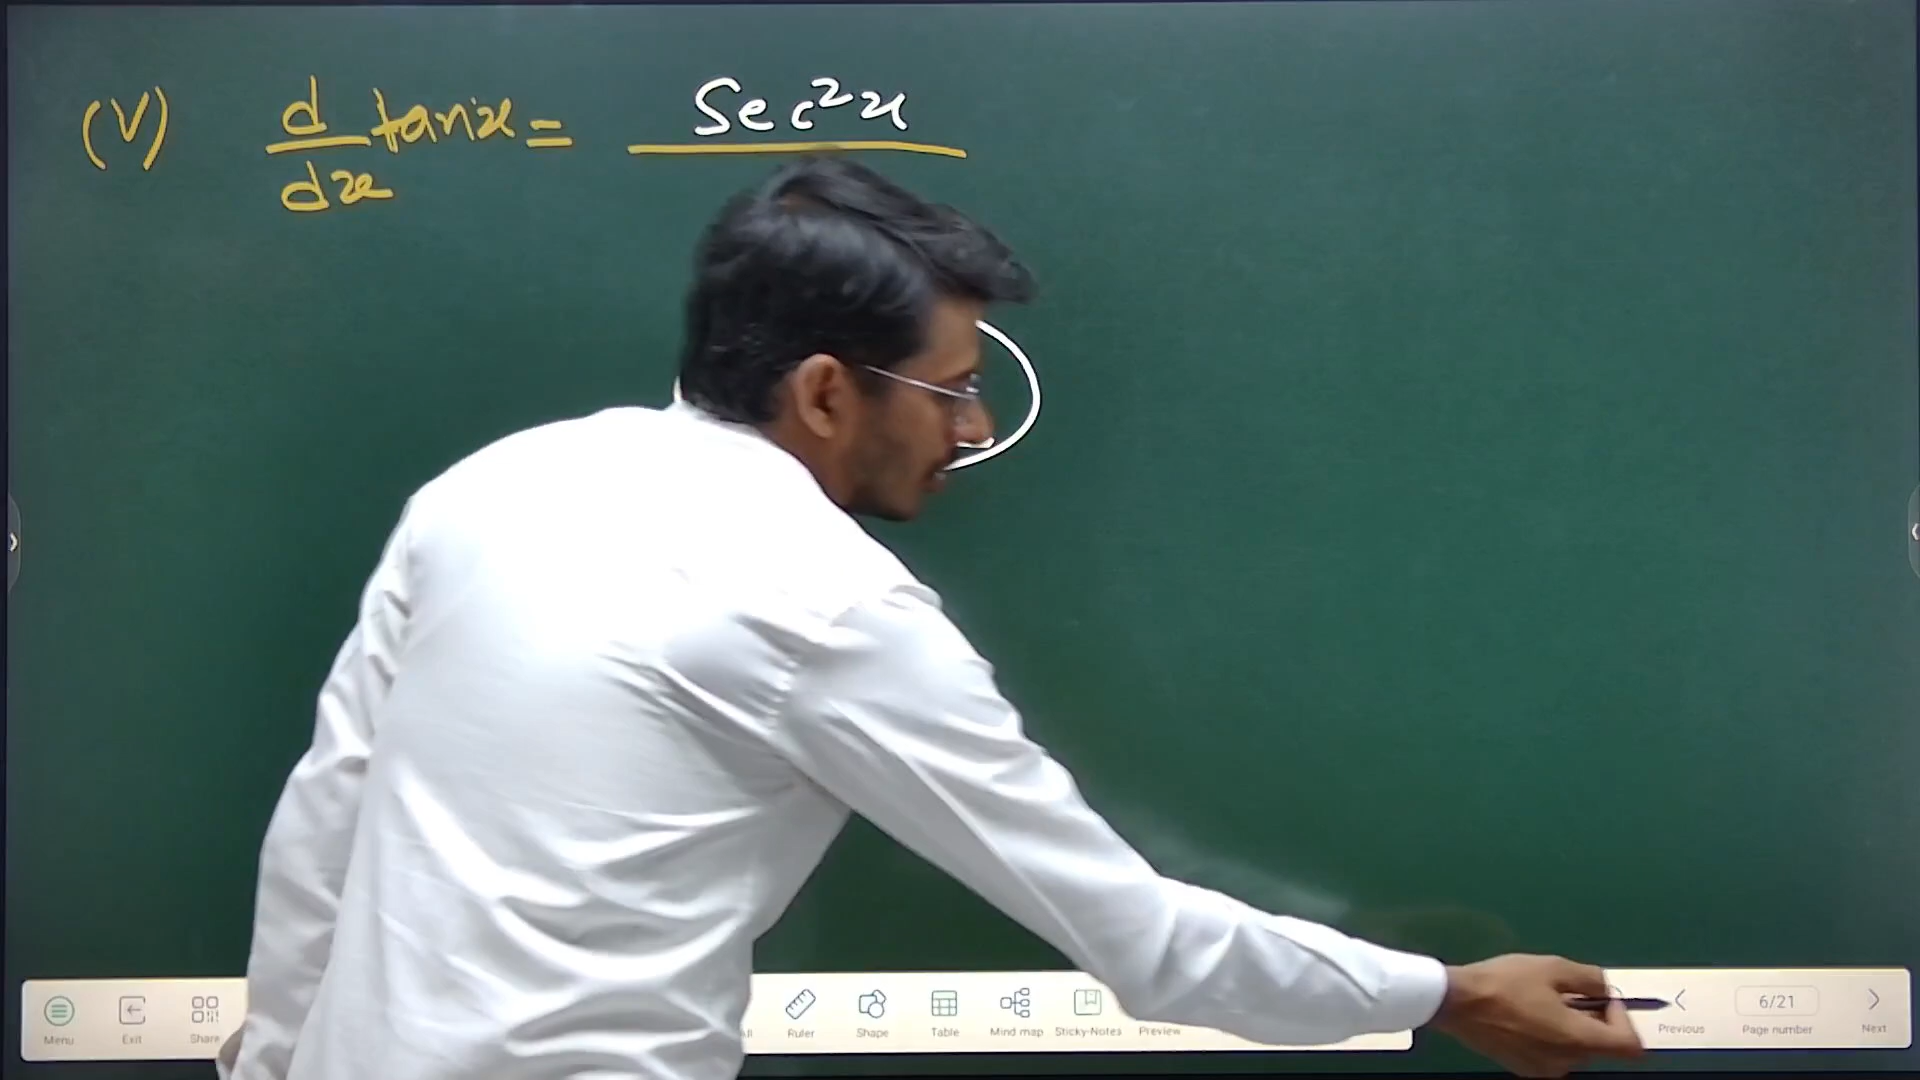 (V) d/dx tanx = Sec²x
Menu Exit Share Ruler Shape Table Mind map Sticky-Notes Preview Previous 6/21 Page number Next